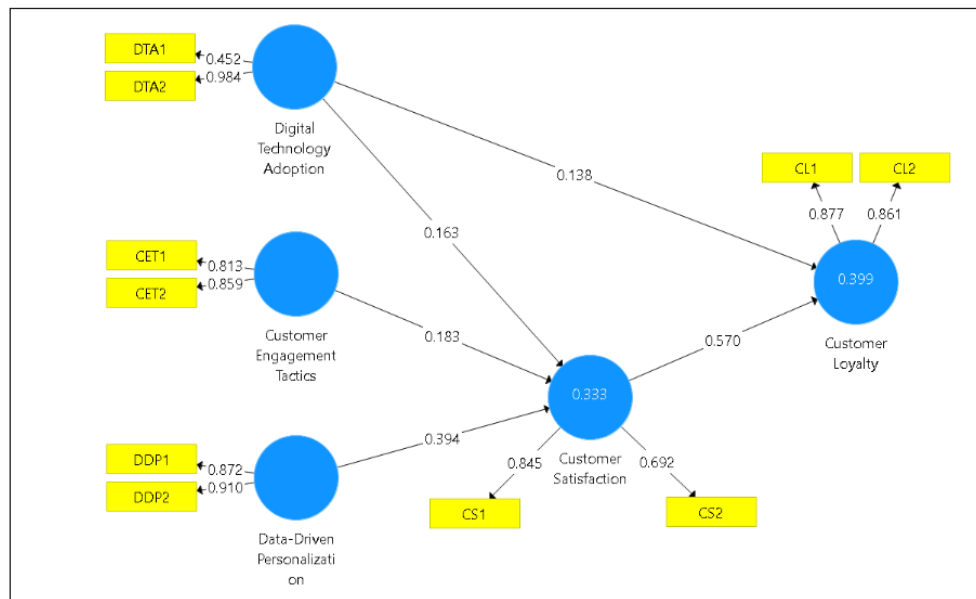 DTA1
0.452
DTA2
0.984
Digital
Technology
Adoption
0.138
CL1
CL2
0.877
0.861
0.163
CET1
0.813
CET2
0.859
Customer
Engagement
Tactics
0.183
0.399
Customer
Loyalty
0.570
0.333
Customer
Satisfaction
0.394
DDP1
0.872
DDP2
0.910
Data-Driven
Personalizati
on
0.845
0.692
CS1
CS2